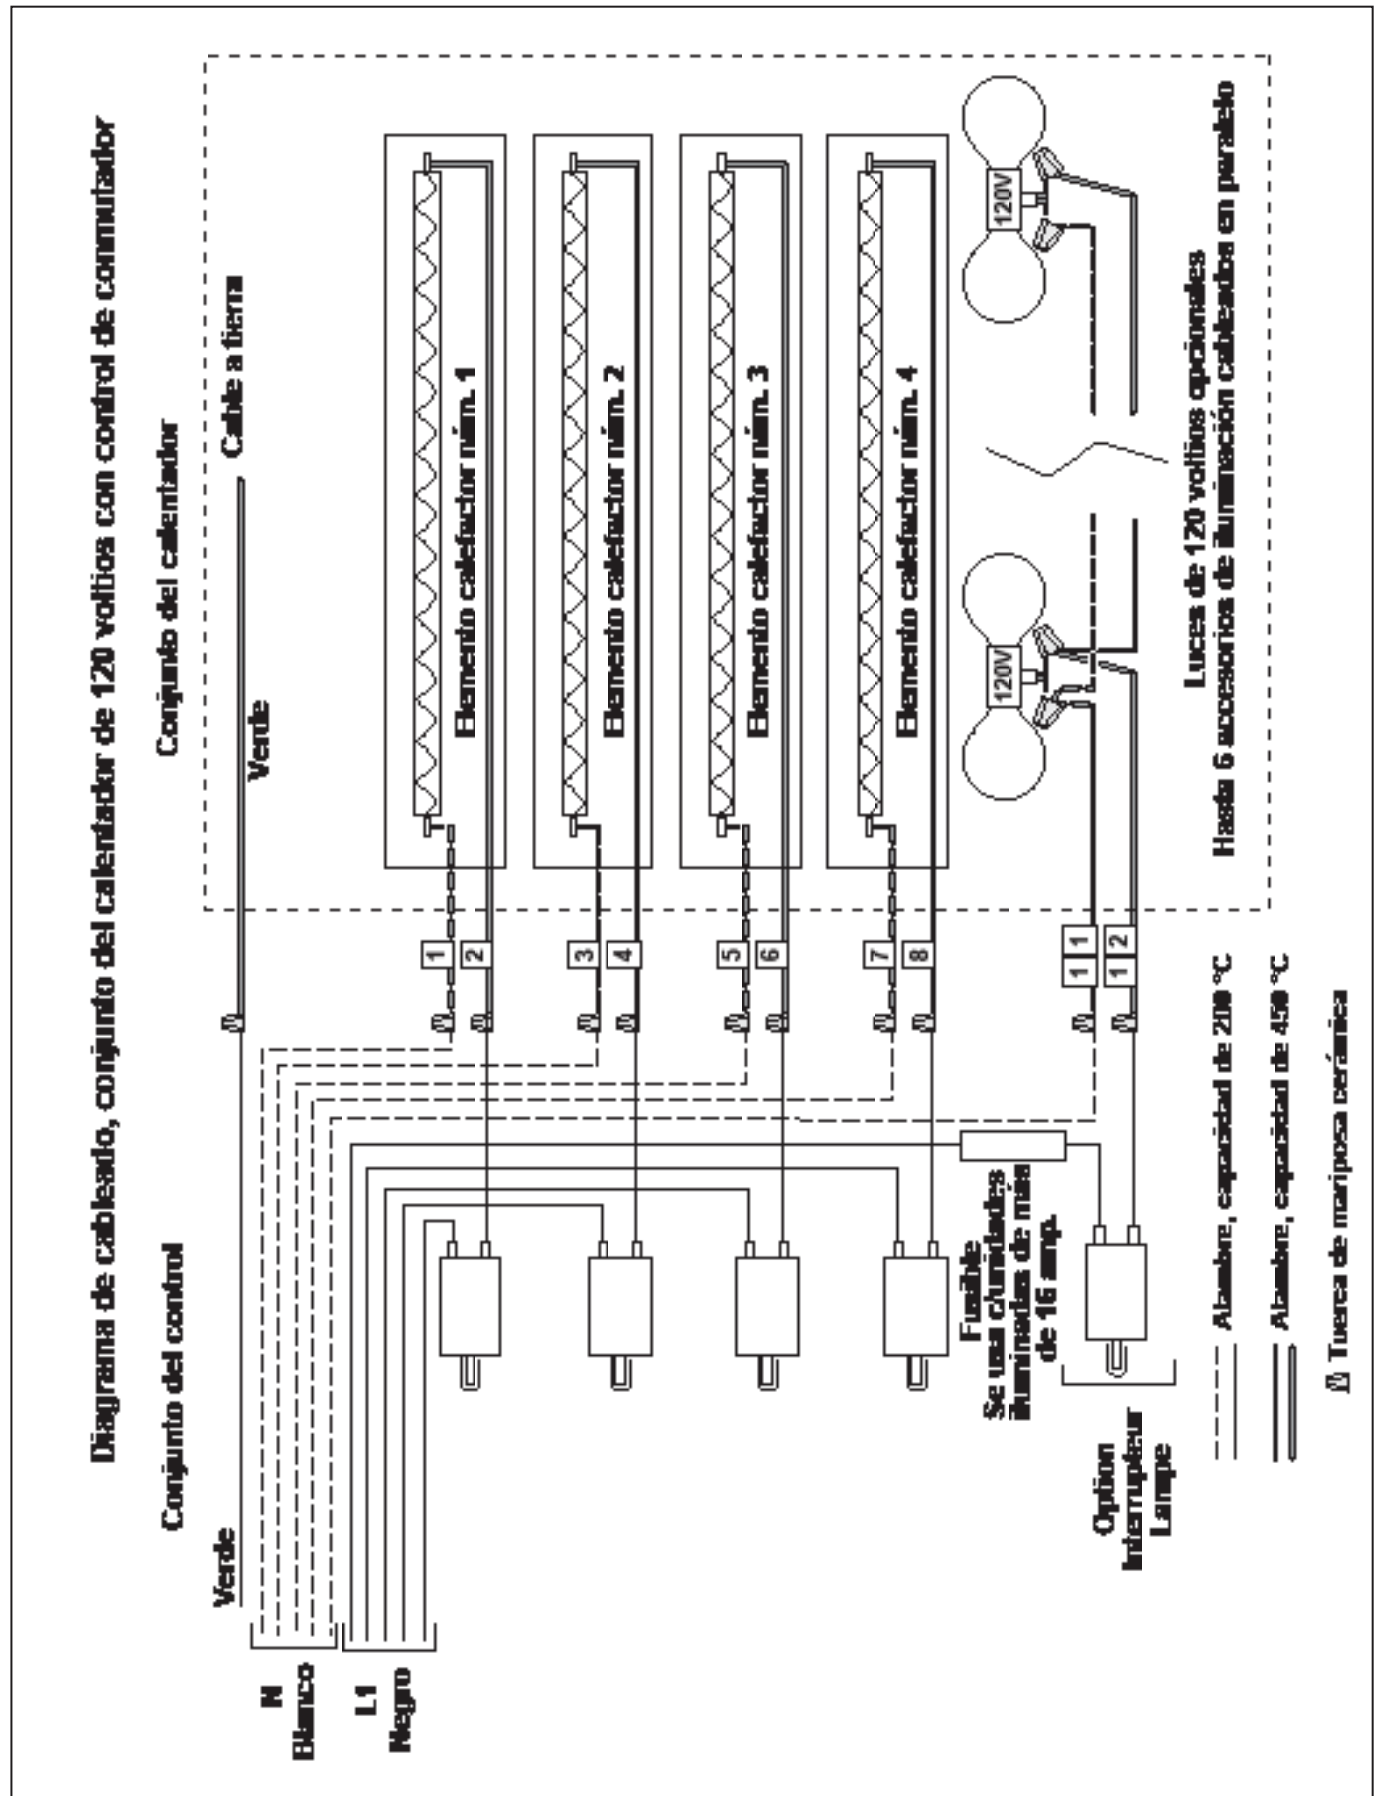 Diagrama de cableado, conjunto del calentador de 120 voltios con control de conmutador
Conjunto del control
Conjunto del calentador
Verde
Verde
Cable a tierra
N
Blanco
L1
Negro
1
2
Elemento calefactor núm. 1
3
4
Elemento calefactor núm. 2
5
6
Elemento calefactor núm. 3
7
8
Elemento calefactor núm. 4
Fusible
Se usa c/unidades
iluminadas de más
de 16 amp.
1 1
1 2
120V
120V
Luces de 120 voltios opcionales
Hasta 6 accesorios de iluminación cableados en paralelo
Option
Interrupteur
Lampe
Alambre, capacidad de 200 °C
Alambre, capacidad de 450 °C
Tuerca de mariposa cerámica